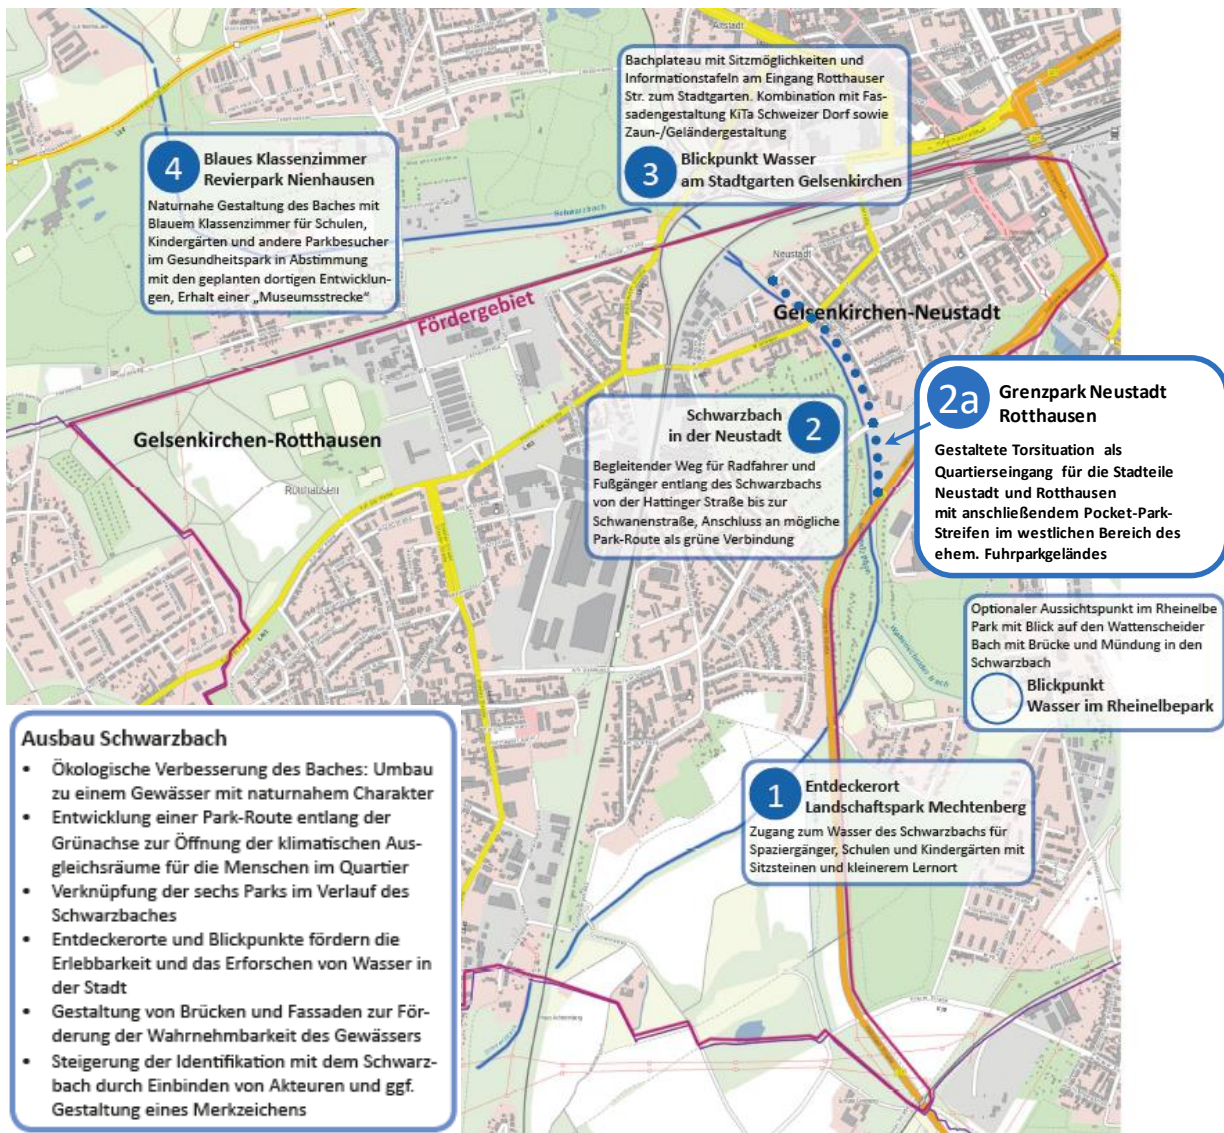 Bachplateau mit Sitzmöglichkeiten und
Informationstafeln am Eingang Rotthauser
Str. zum Stadtgarten. Kombination mit Fas-
sadengestaltung KiTa Schweizer Dorf sowie
Zaun-/Geländergestaltung
3
Blickpunkt Wasser
am Stadtgarten Gelsenkirchen
4
Blaues Klassenzimmer
Revierpark Nienhausen
Naturnahe Gestaltung des Baches mit
Blauem Klassenzimmer für Schulen,
Kindergärten und andere Parkbesucher
im Gesundheitspark in Abstimmung
mit den geplanten dortigen Entwicklun-
gen, Erhalt einer „Museumsstrecke“
Altstadt
Schwarzbach
Neustadt
Fördergebiet
Gelsenkirchen-Neustadt
Gelsenkirchen-Rotthausen
Rotthausen
2a
Grenzpark Neustadt
Rotthausen
Gestaltete Torsituation als
Quartierseingang für die Stadteile
Neustadt und Rotthausen
mit anschließendem Pocket-Park-
Streifen im westlichen Bereich des
ehem. Fuhrparkgeländes
Schwarzbach
in der Neustadt
2
Begleitender Weg für Radfahrer und
Fußgänger entlang des Schwarzbachs
von der Hattinger Straße bis zur
Schwanenstraße, Anschluss an mögliche
Park-Route als grüne Verbindung
Wattenscheider Bach
Optionaler Aussichtspunkt im Rheinelbe
Park mit Blick auf den Wattenscheider
Bach mit Brücke und Mündung in den
Schwarzbach
Blickpunkt
Wasser im Rheinelbepark
1
Entdeckerort
Landschaftspark Mechtenberg
Zugang zum Wasser des Schwarzbachs für
Spaziergänger, Schulen und Kindergärten mit
Sitzsteinen und kleinerem Lernort
Ausbau Schwarzbach
• Ökologische Verbesserung des Baches: Umbau
zu einem Gewässer mit naturnahem Charakter
• Entwicklung einer Park-Route entlang der
Grünachse zur Öffnung der klimatischen Aus-
gleichsräume für die Menschen im Quartier
• Verknüpfung der sechs Parks im Verlauf des
Schwarzbaches
• Entdeckerorte und Blickpunkte fördern die
Erlebbarkeit und das Erforschen von Wasser in
der Stadt
• Gestaltung von Brücken und Fassaden zur För-
derung der Wahrnehmbarkeit des Gewässers
• Steigerung der Identifikation mit dem Schwarz-
bach durch Einbinden von Akteuren und ggf.
Gestaltung eines Merkzeichens